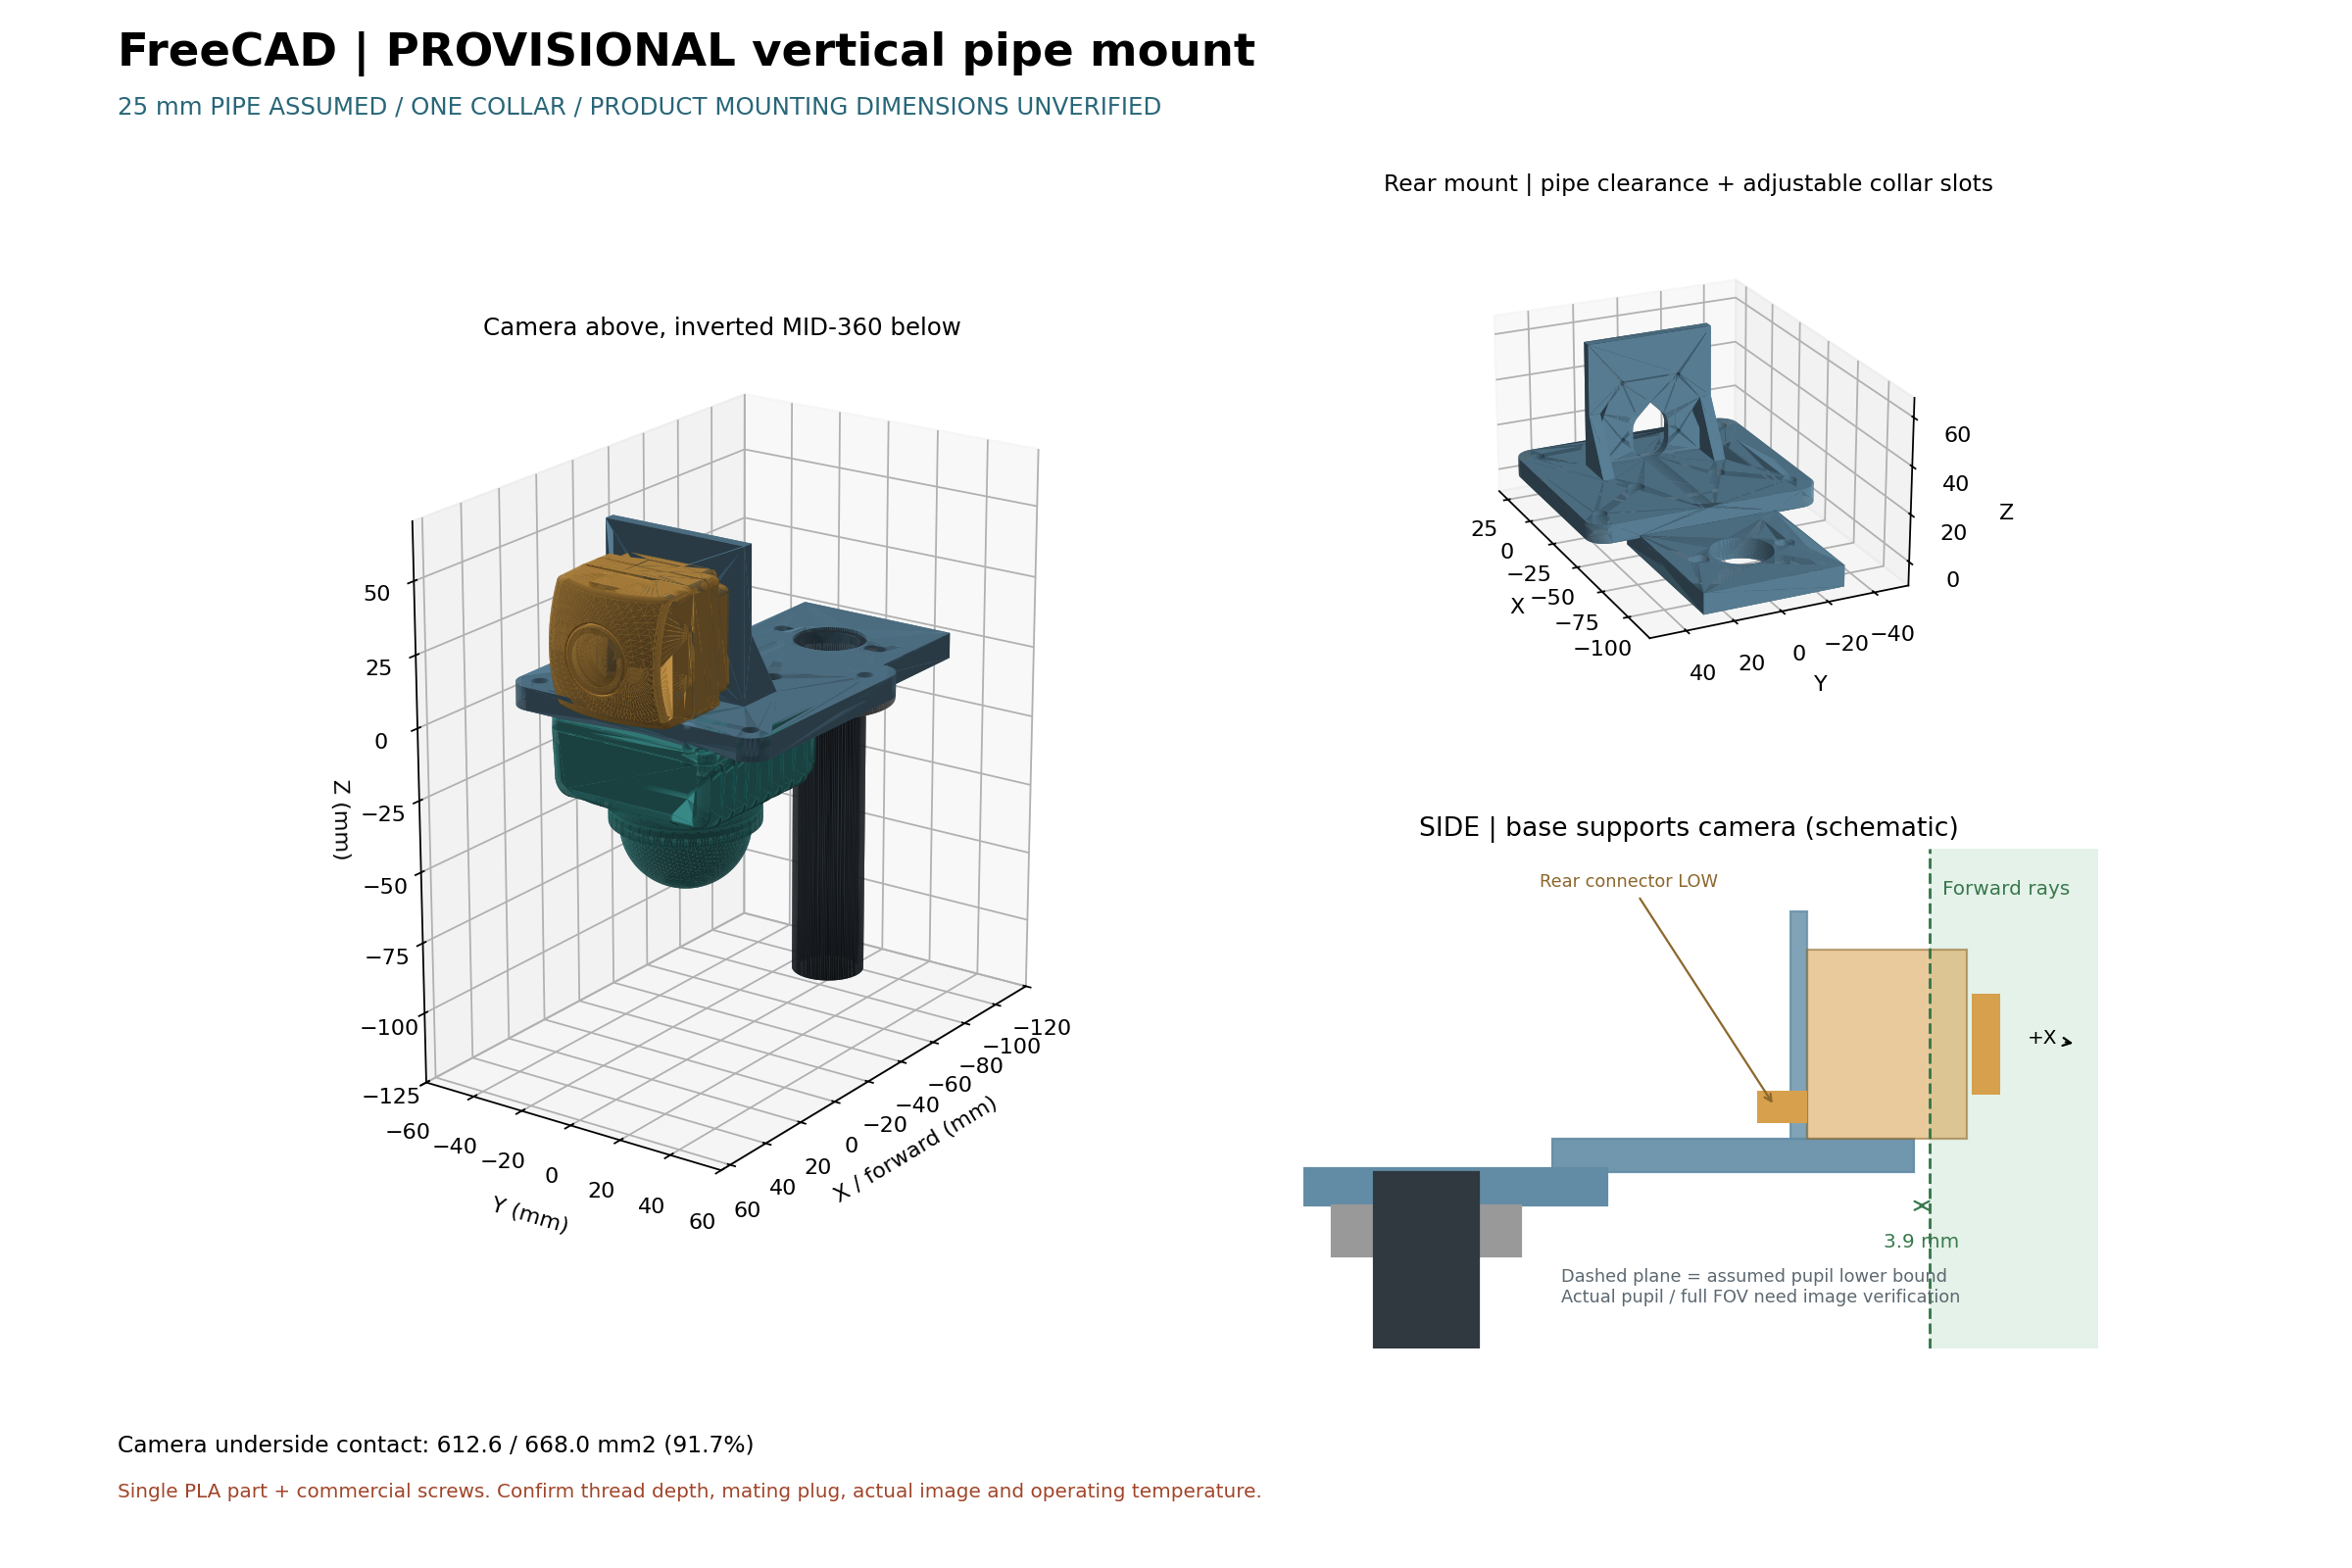 FreeCAD | PROVISIONAL vertical pipe mount
25 mm PIPE ASSUMED / ONE COLLAR / PRODUCT MOUNTING DIMENSIONS UNVERIFIED
Camera above, inverted MID-360 below
50
25
0
−25
−50
−75
−100
−125
Z (mm)
−60
−40
−20
0
20
40
60
Y (mm)
60
40
20
0
−20
−40
−60
−80
−100
−120
X / forward (mm)
Rear mount | pipe clearance + adjustable collar slots
25
0
−25
−50
−75
−100
X
40
20
0
−20
−40
Y
60
40
20
0
Z
SIDE | base supports camera (schematic)
Rear connector LOW
Forward rays
+X
3.9 mm
Dashed plane = assumed pupil lower bound
Actual pupil / full FOV need image verification
Camera underside contact: 612.6 / 668.0 mm2 (91.7%)
Single PLA part + commercial screws. Confirm thread depth, mating plug, actual image and operating temperature.